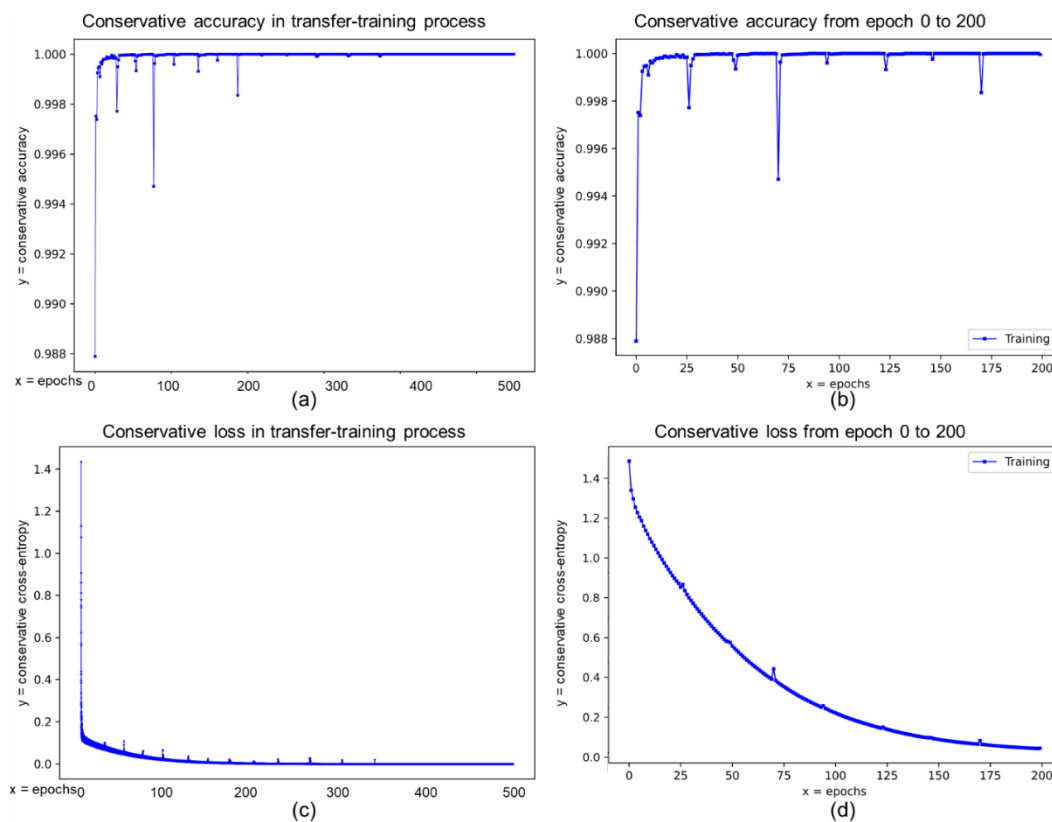 Conservative accuracy in transfer-training process
y = conservative accuracy
1.000
0.998
0.996
0.994
0.992
0.990
0.988
x = epochs 0 100 200 300 400 500
(a)
Conservative accuracy from epoch 0 to 200
y = conservative accuracy
1.000
0.998
0.996
0.994
0.992
0.990
0.988
Training
0 25 50 75 100 125 150 175 200
x = epochs
(b)
Conservative loss in transfer-training process
y = conservative cross-entropy
1.4
1.2
1.0
0.8
0.6
0.4
0.2
0.0
x = epochs 100 200 300 400 500
(c)
Conservative loss from epoch 0 to 200
y = conservative cross-entropy
Training
1.4
1.2
1.0
0.8
0.6
0.4
0.2
0.0
0 25 50 75 100 125 150 175 200
x = epochs
(d)